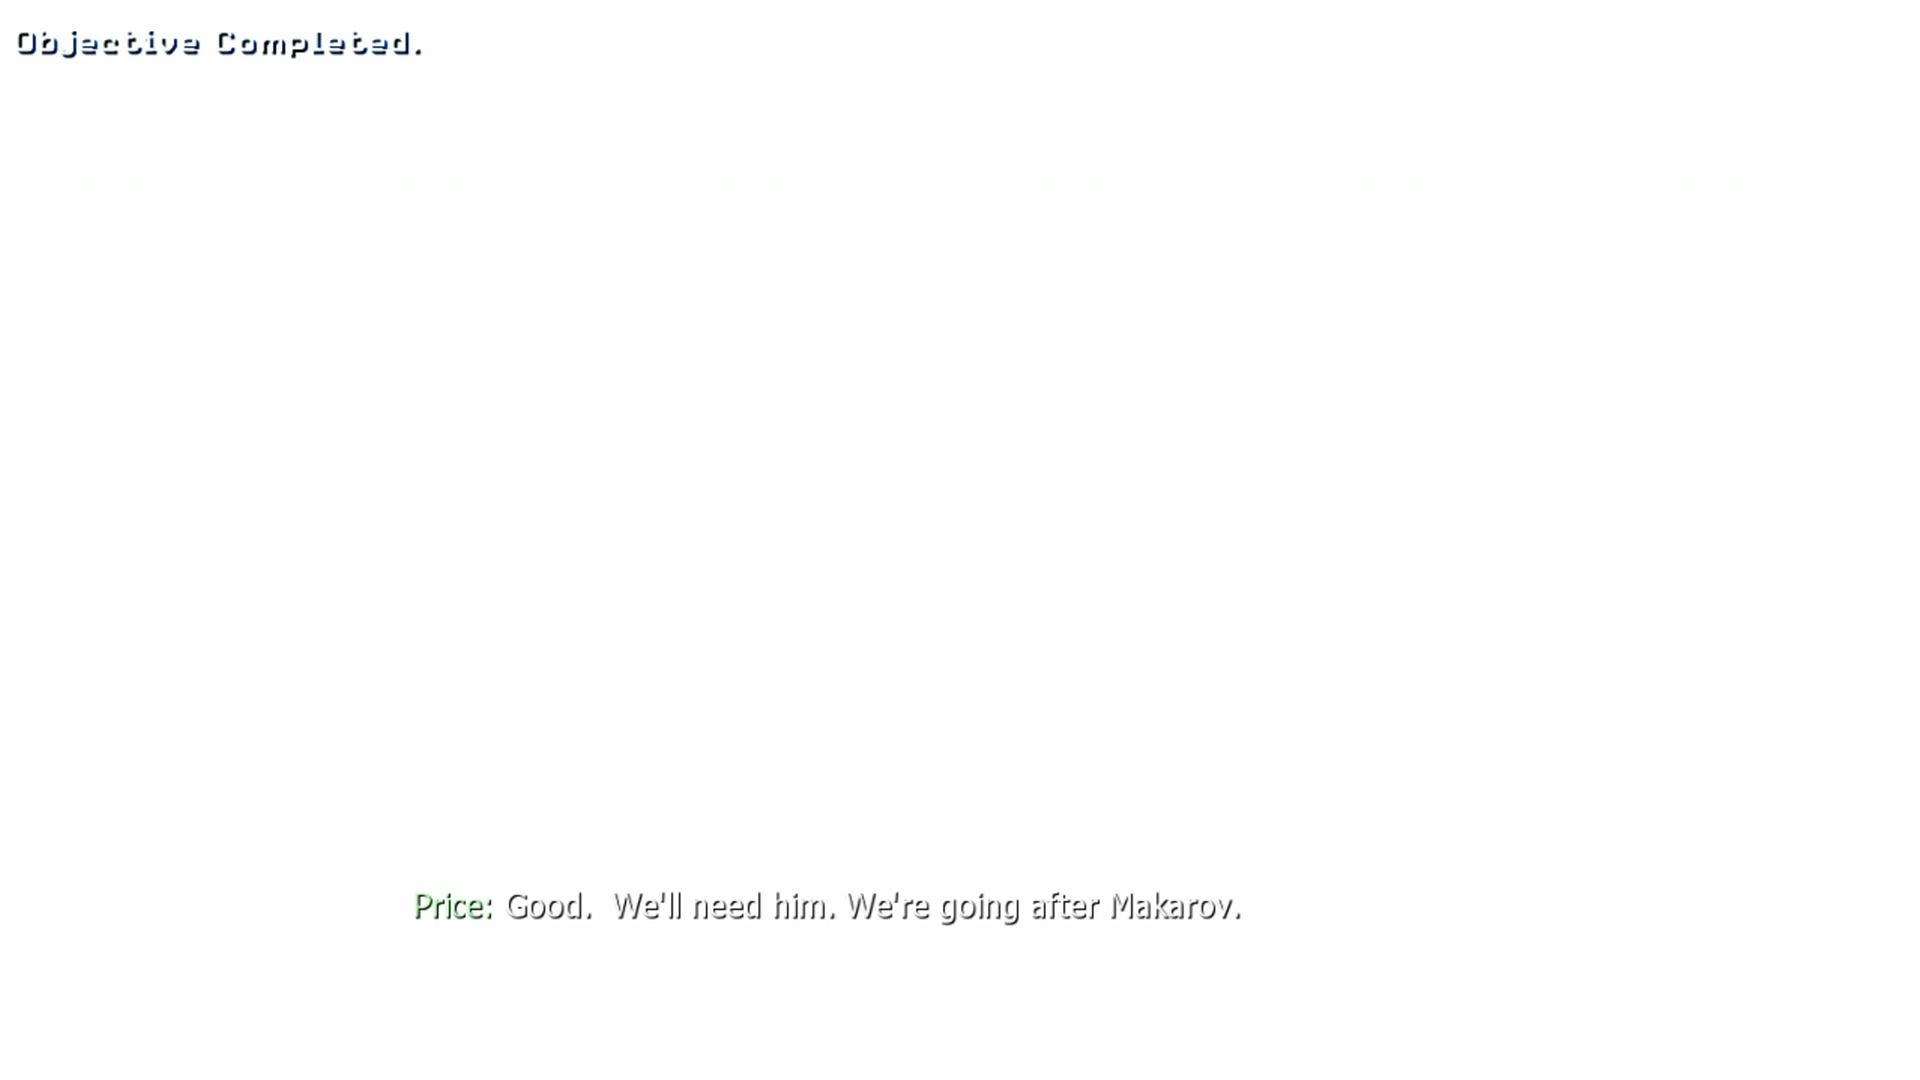 Objective Completed.
Price: Good.  We'll need him. We're going after Makarov.